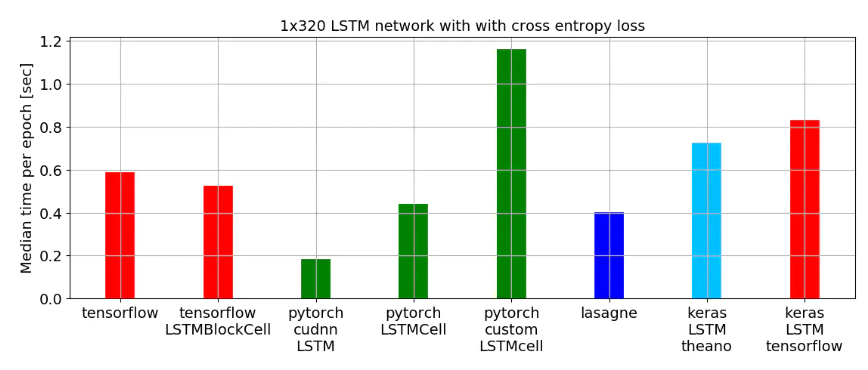 1x320 LSTM network with with cross entropy loss
Median time per epoch [sec]
1.2
1.0
0.8
0.6
0.4
0.2
0.0
tensorflow
tensorflow
LSTMBlockCell
pytorch
cudnn
LSTM
pytorch
LSTMCell
pytorch
custom
LSTMcell
lasagne
keras
LSTM
theano
keras
LSTM
tensorflow